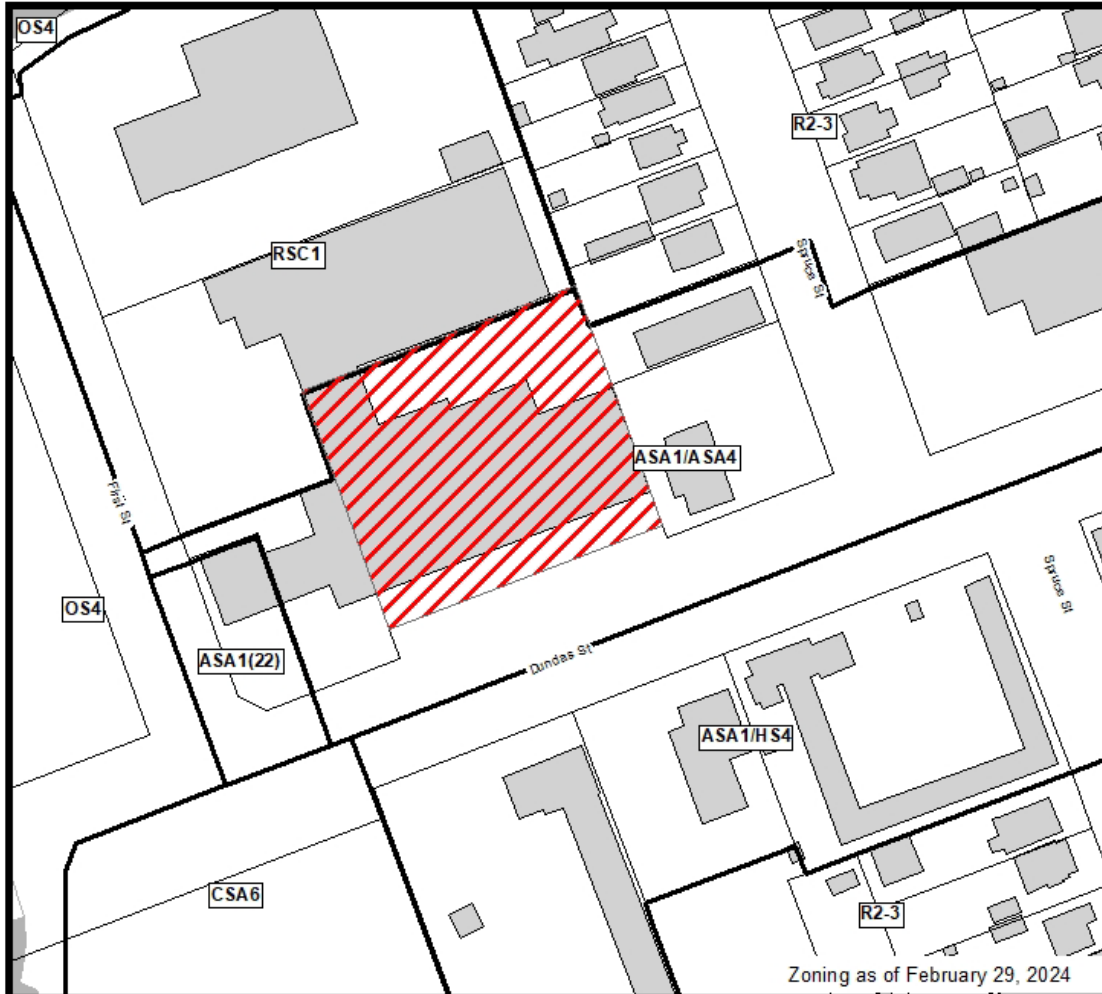 OS4
R2-3
RSC1
Spruce St
ASA1/ASA4
First St
Spruce St
OS4
ASA1(22)
Dundas St
ASA1/HS4
CSA6
R2-3
Zoning as of February 29, 2024